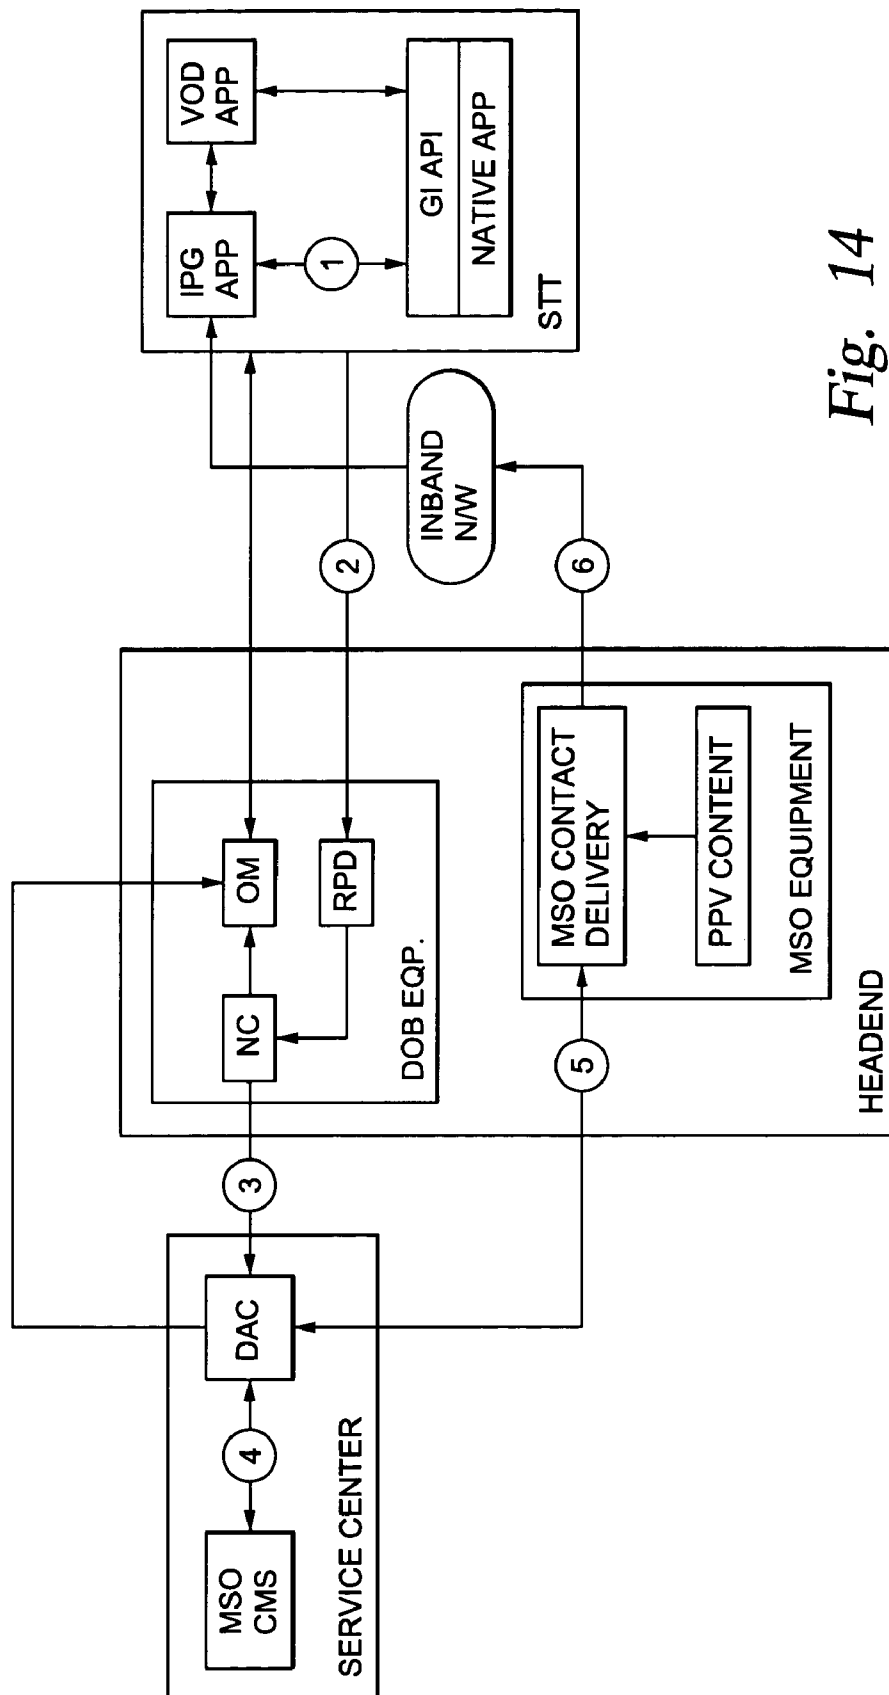 MSO
CMS
4
DAC
SERVICE CENTER
3
5
NC
OM
RPD
DOB EQP.
MSO CONTACT
DELIVERY
PPV CONTENT
MSO EQUIPMENT
HEADEND
2
6
INBAND
N/W
IPG
APP
VOD
APP
1
GI API
NATIVE APP
STT
Fig. 14